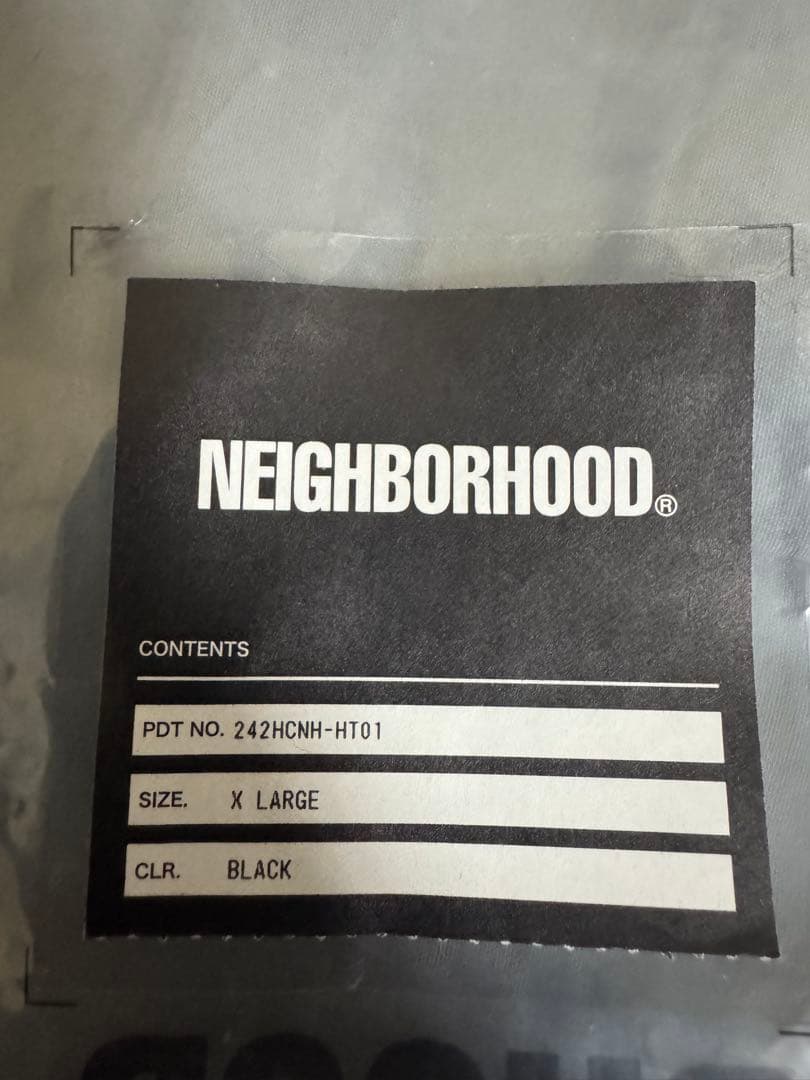 NEIGHBORHOOD®
CONTENTS
PDT NO. 242HCNH-HT01
SIZE. X LARGE
CLR. BLACK